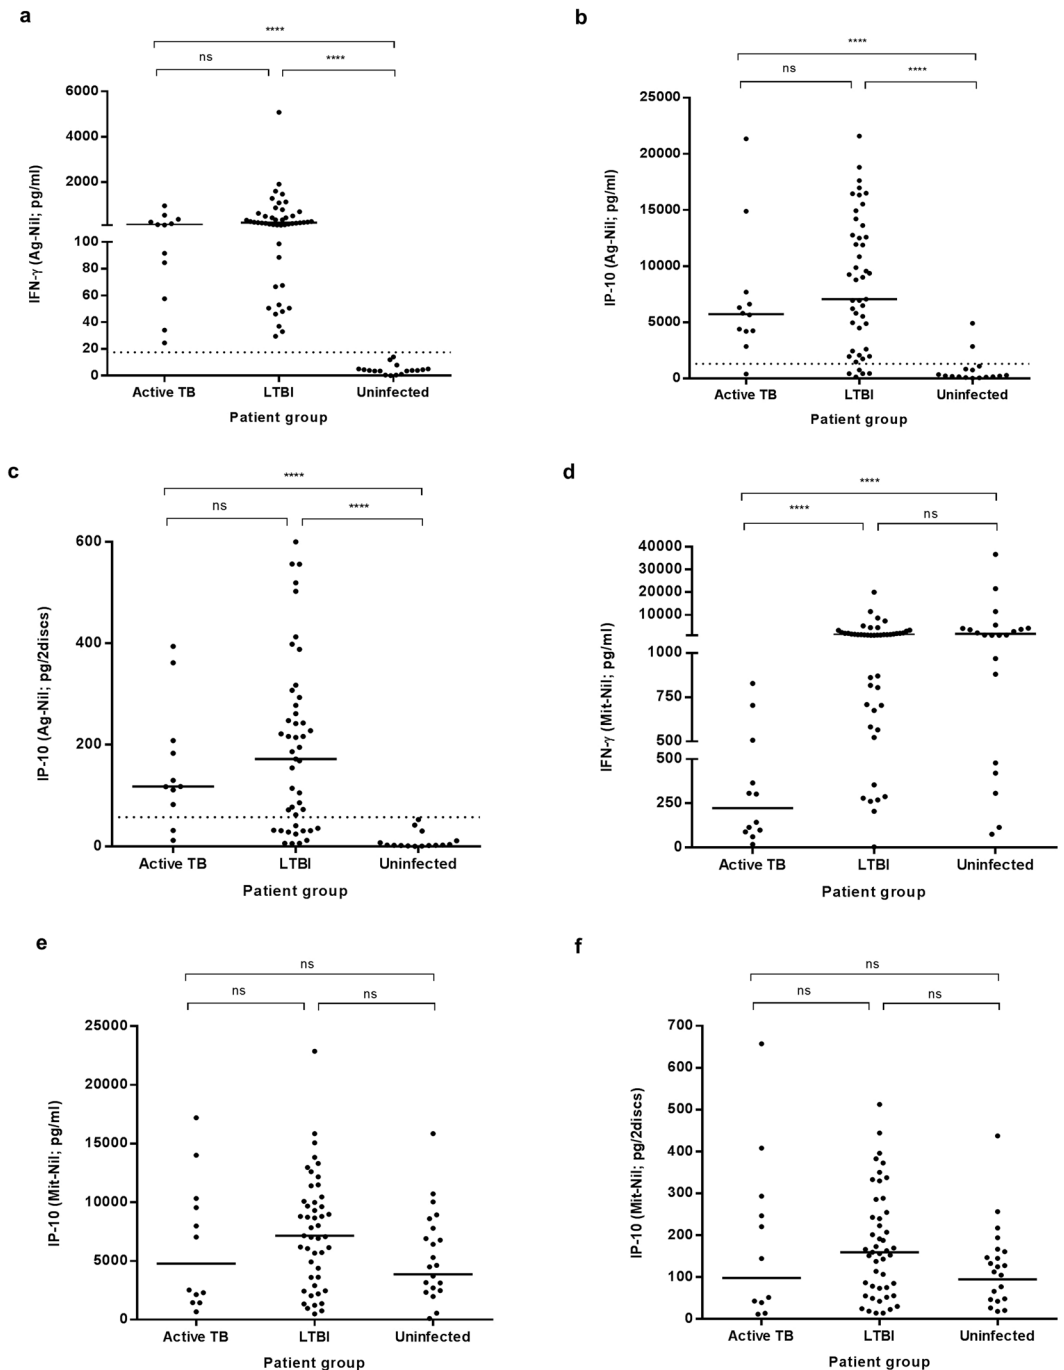 a
****
ns
****
6000
4000
2000
100
80
60
40
20
0
IFN-γ (Ag-Nil; pg/ml)
Active TB
LTBI
Uninfected
Patient group
b
****
ns
****
25000
20000
15000
10000
5000
0
IP-10 (Ag-Nil; pg/ml)
Active TB
LTBI
Uninfected
Patient group
c
****
ns
****
600
400
200
0
IP-10 (Ag-Nil; pg/2discs)
Active TB
LTBI
Uninfected
Patient group
d
****
****
ns
40000
30000
20000
10000
1000
750
500
500
250
0
IFN-γ (Mit-Nil; pg/ml)
Active TB
LTBI
Uninfected
Patient group
e
ns
ns
ns
25000
20000
15000
10000
5000
0
IP-10 (Mit-Nil; pg/ml)
Active TB
LTBI
Uninfected
Patient group
f
ns
ns
ns
700
600
500
400
300
200
100
0
IP-10 (Mit-Nil; pg/2discs)
Active TB
LTBI
Uninfected
Patient group